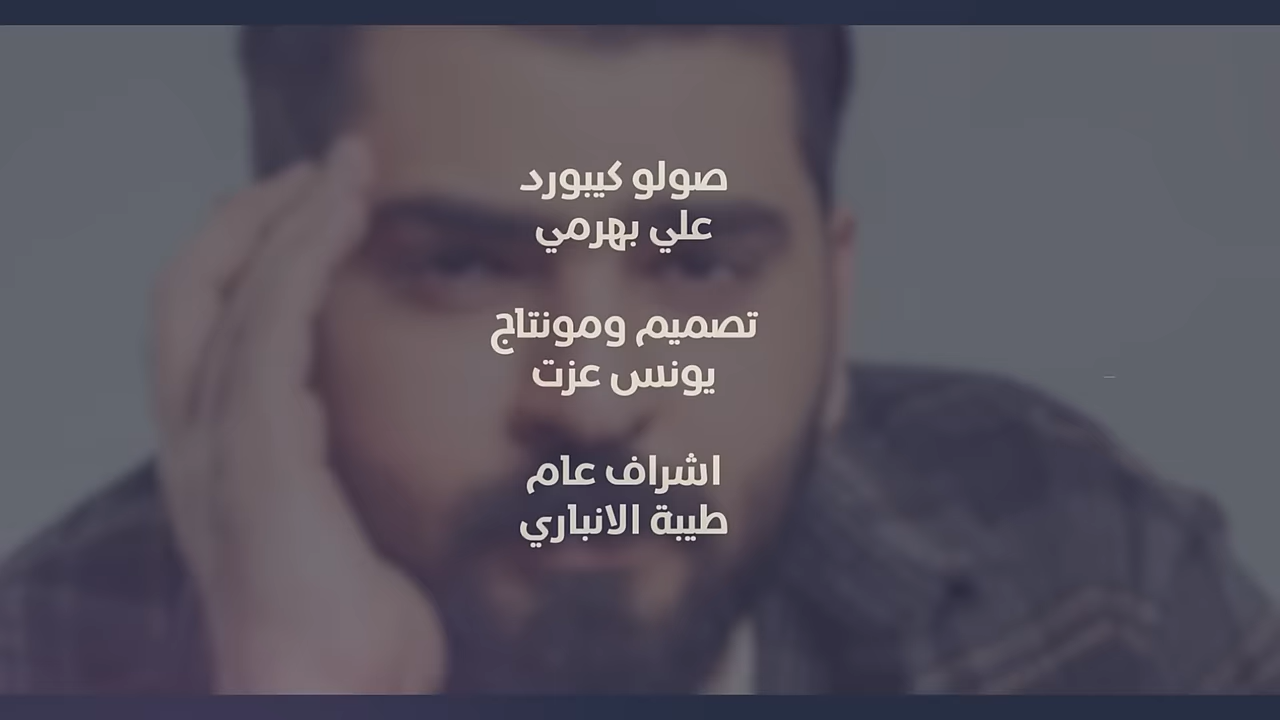 صولو كيبورد
علي بهرمي
تصميم ومونتاج
يونس عزت
اشراف عام
طيبة الانباري